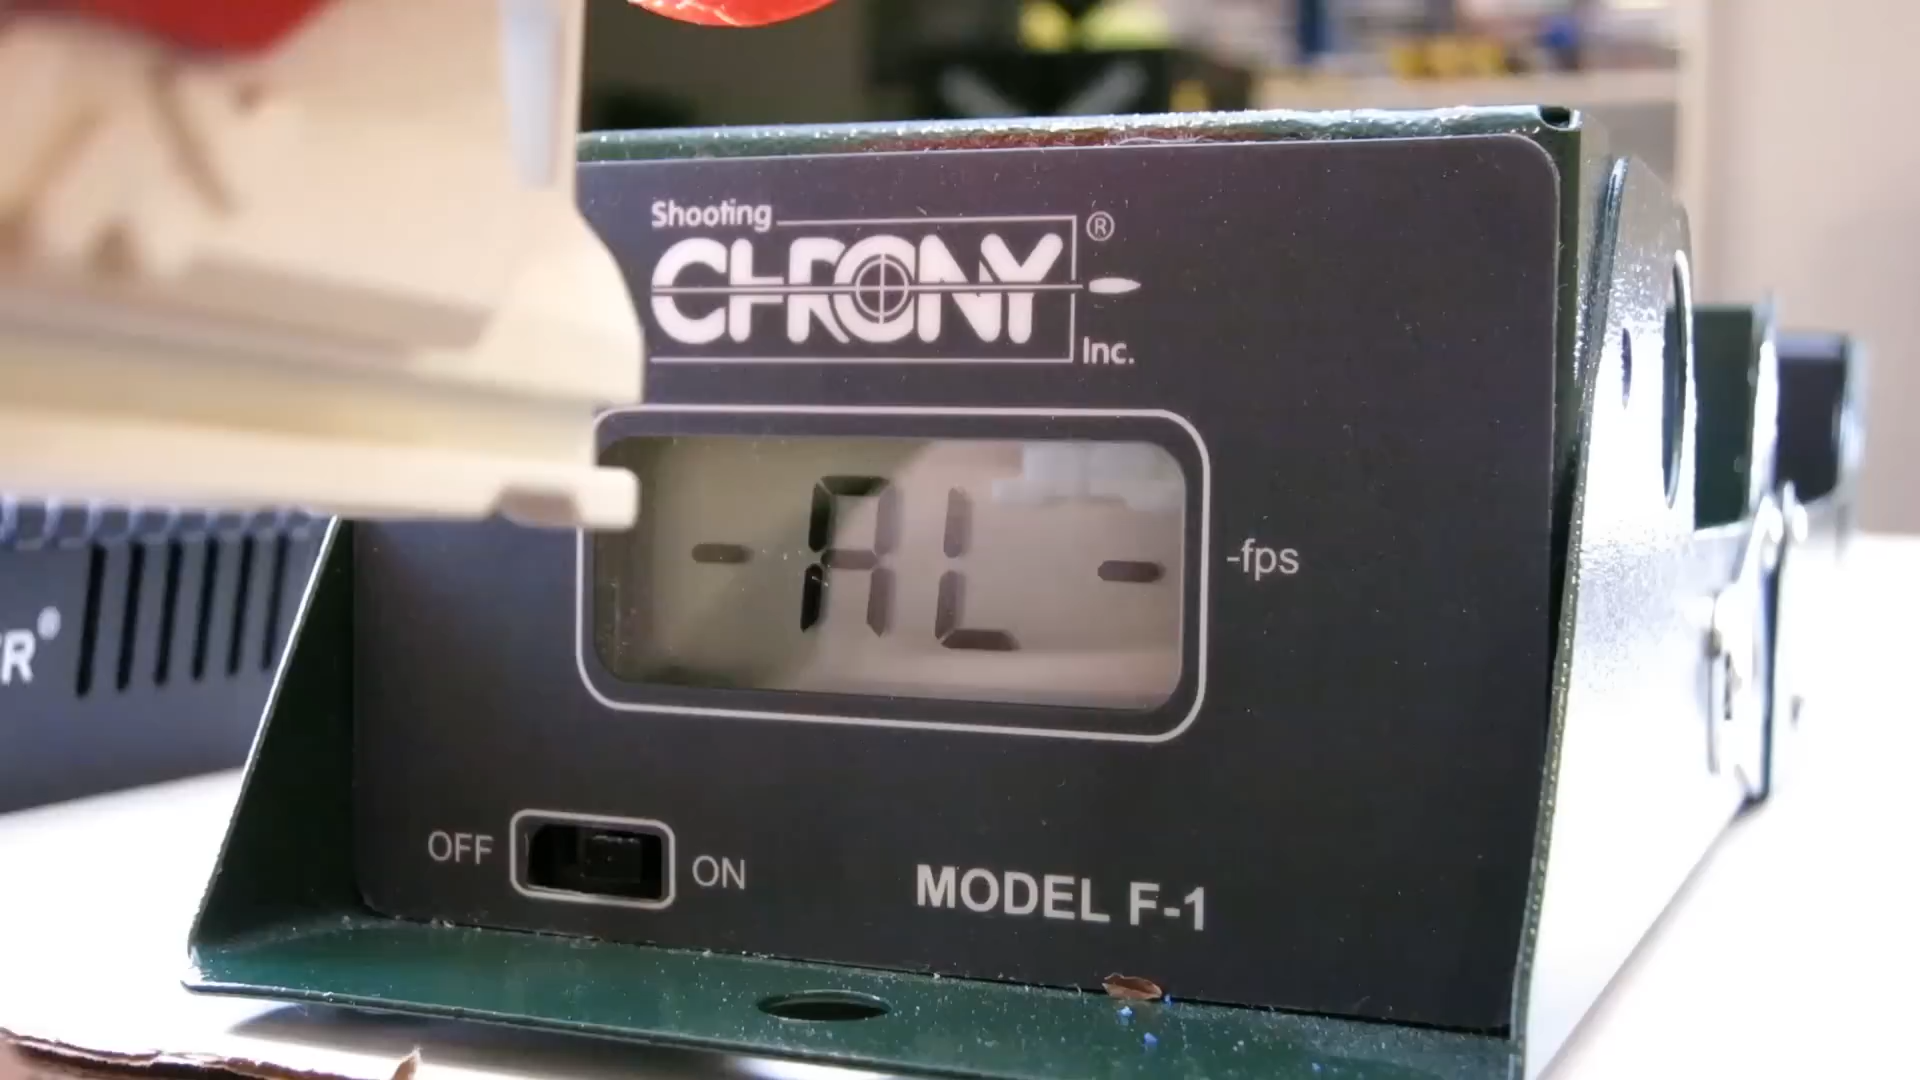 Shooting
CHRONY®
Inc.
- AL -
-fps
R®
OFF
ON
MODEL F-1